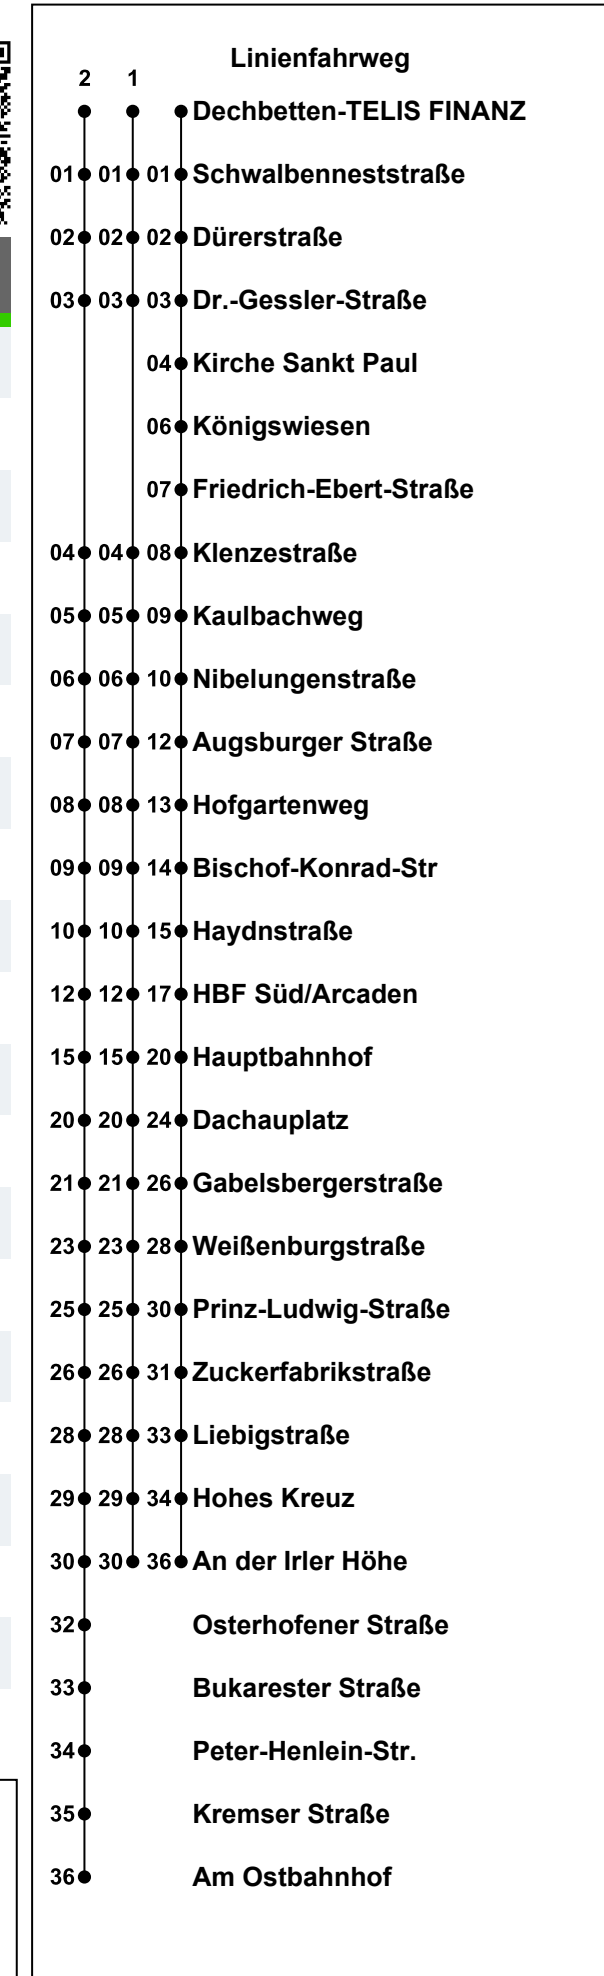 Linienfahrweg
2 1
Dechbetten-TELIS FINANZ
01 01 01 Schwalbenneststraße
02 02 02 Dürerstraße
03 03 03 Dr.-Gessler-Straße
04 Kirche Sankt Paul
06 Königswiesen
07 Friedrich-Ebert-Straße
04 04 08 Klenzestraße
05 05 09 Kaulbachweg
06 06 10 Nibelungenstraße
07 07 12 Augsburger Straße
08 08 13 Hofgartenweg
09 09 14 Bischof-Konrad-Str
10 10 15 Haydnstraße
12 12 17 HBF Süd/Arcaden
15 15 20 Hauptbahnhof
20 20 24 Dachauplatz
21 21 26 Gabelsbergerstraße
23 23 28 Weißenburgstraße
25 25 30 Prinz-Ludwig-Straße
26 26 31 Zuckerfabrikstraße
28 28 33 Liebigstraße
29 29 34 Hohes Kreuz
30 30 36 An der Irler Höhe
32 Osterhofener Straße
33 Bukarester Straße
34 Peter-Henlein-Str.
35 Kremser Straße
36 Am Ostbahnhof